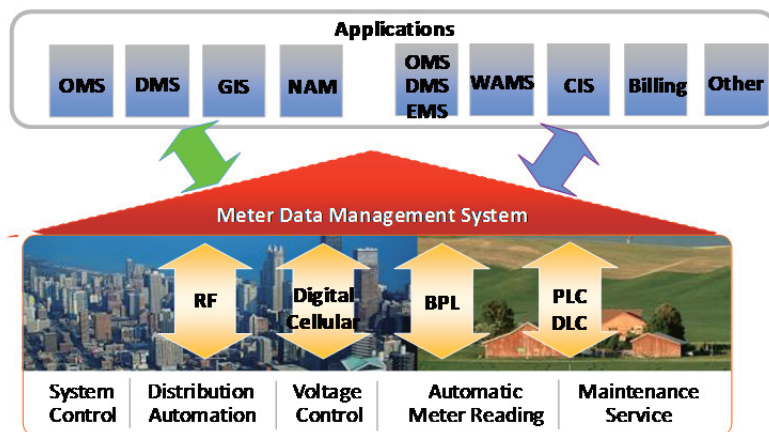 Applications
OMS
DMS
GIS
NAM
OMS
DMS
EMS
WAMS
CIS
Billing
Other
Meter Data Management System
RF
Digital
Cellular
BPL
PLC
DLC
System
Control
Distribution
Automation
Voltage
Control
Automatic
Meter Reading
Maintenance
Service